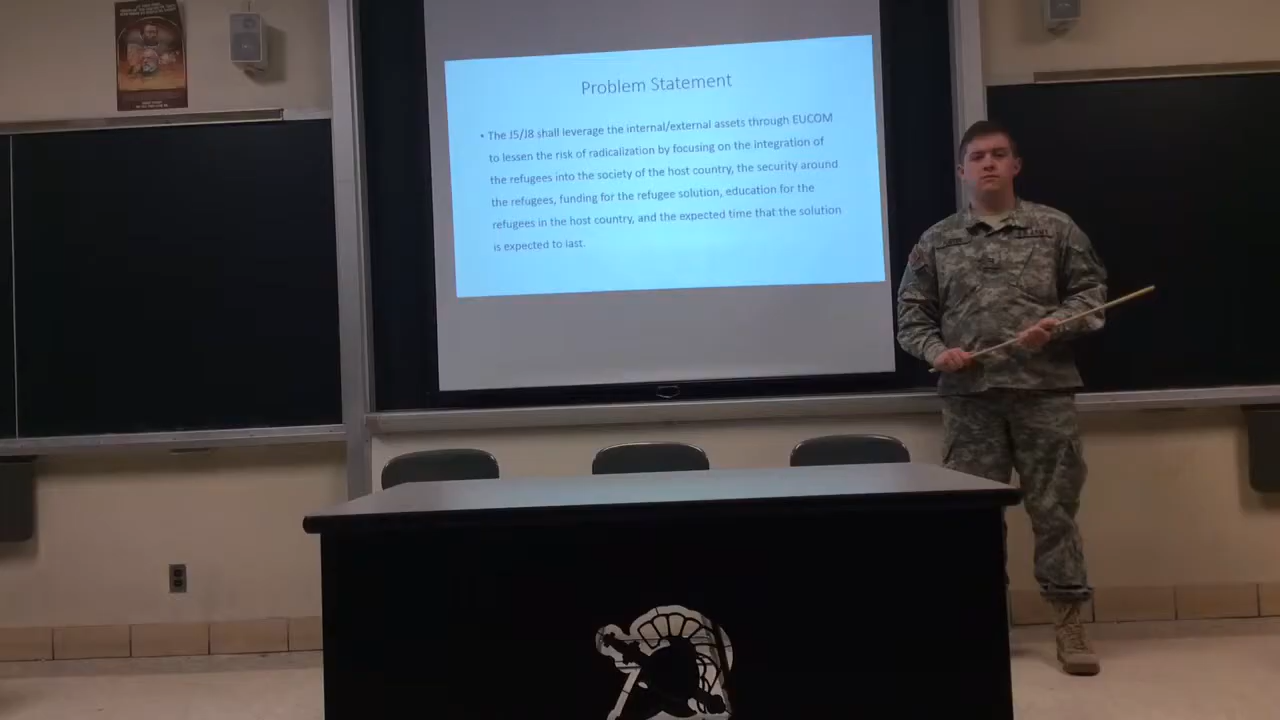 Problem Statement
• The J5/J8 shall leverage the internal/external assets through EUCOM
to lessen the risk of radicalization by focusing on the integration of
the refugees into the society of the host country, the security around
the refugees, funding for the refugee solution, education for the
refugees in the host country, and the expected time that the solution
is expected to last.